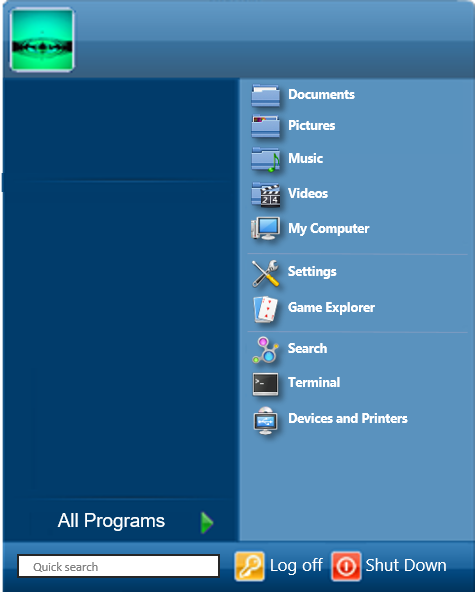 Documents
Pictures
Music
Videos
My Computer
Settings
Game Explorer
Search
Terminal
Devices and Printers
All Programs
Quick search
Log off
Shut Down